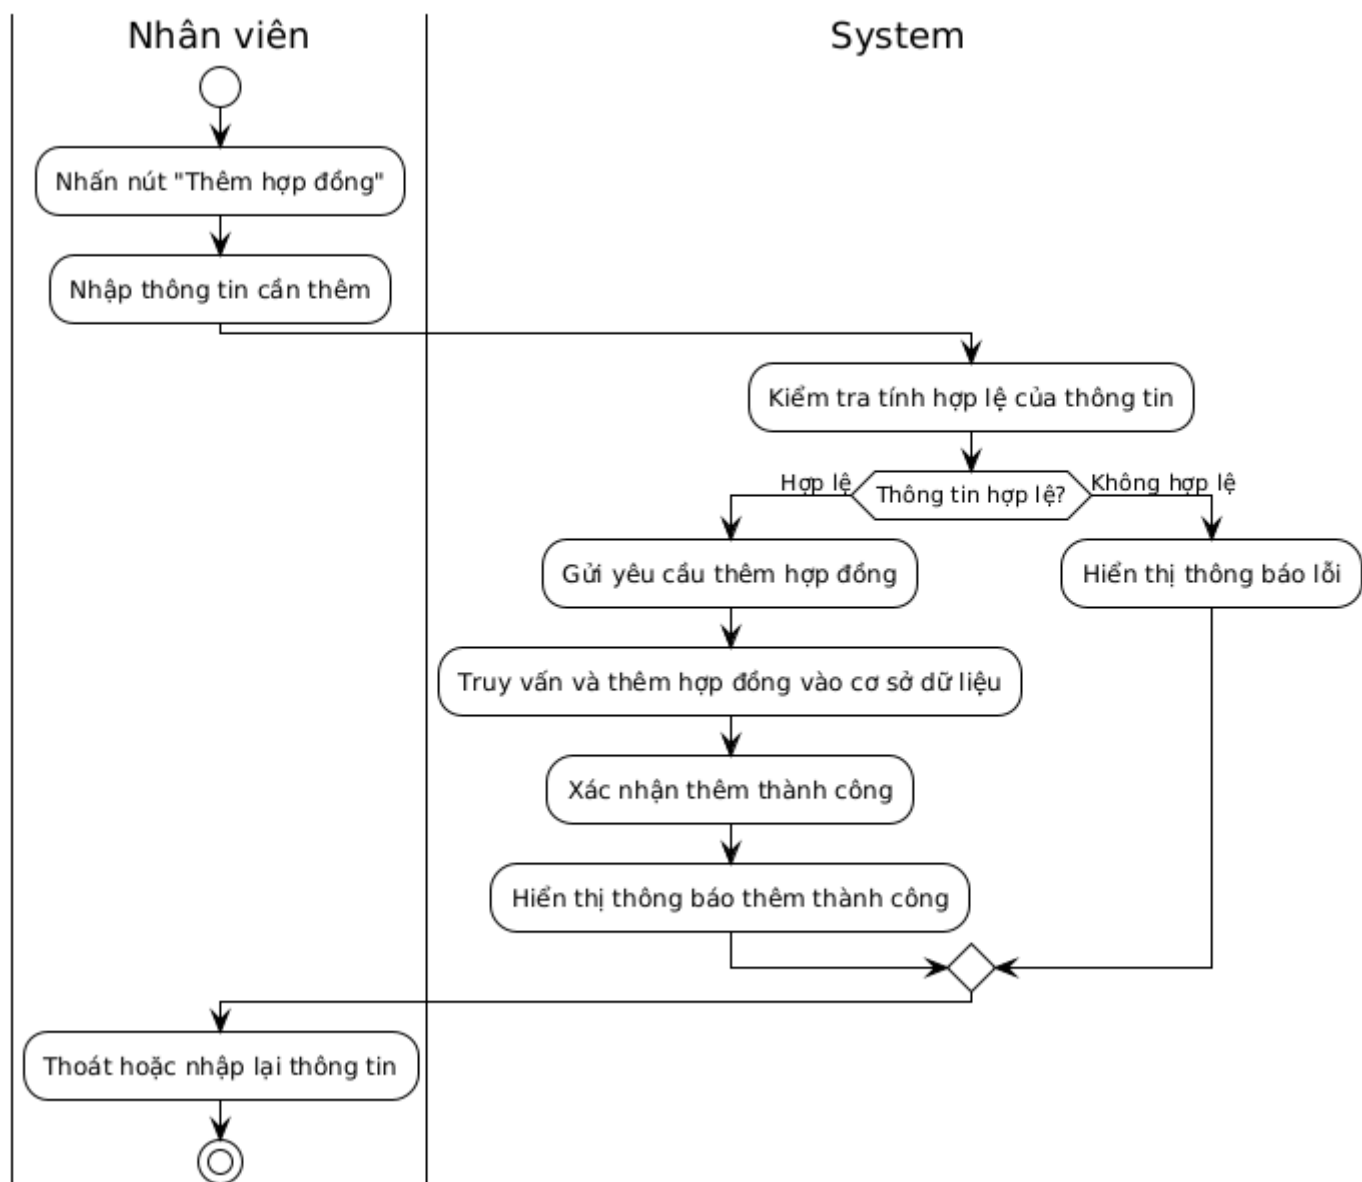 Nhân viên
System
Nhấn nút "Thêm hợp đồng"
Nhập thông tin cần thêm
Kiểm tra tính hợp lệ của thông tin
Hợp lệ
Thông tin hợp lệ?
Không hợp lệ
Gửi yêu cầu thêm hợp đồng
Hiển thị thông báo lỗi
Truy vấn và thêm hợp đồng vào cơ sở dữ liệu
Xác nhận thêm thành công
Hiển thị thông báo thêm thành công
Thoát hoặc nhập lại thông tin